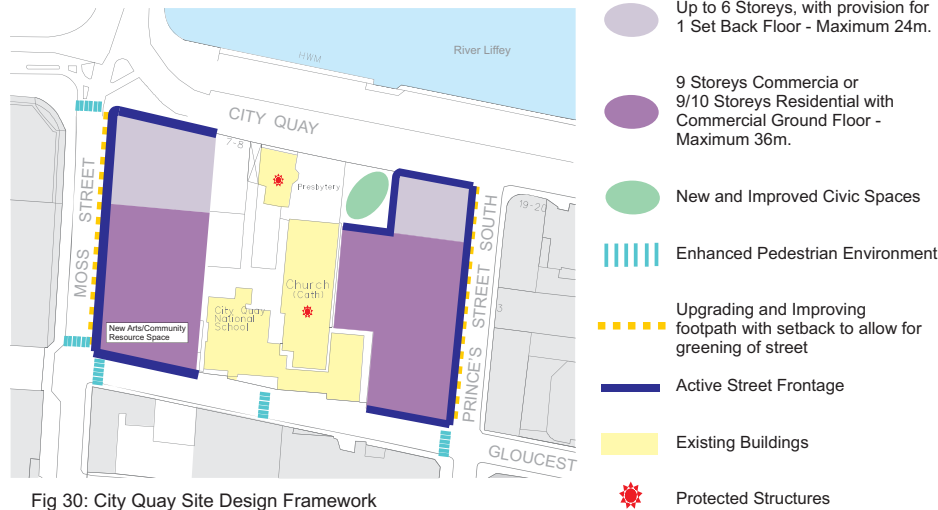 River Liffey
HWM
CITY QUAY
7-8
Presbytery
MOSS STREET
PRINCE'S STREET SOUTH
19-20
3
Church
(Cath)
City Quay
National
School
New Arts/Community
Resource Space
GLOUCEST
Fig 30: City Quay Site Design Framework
Up to 6 Storeys, with provision for
1 Set Back Floor - Maximum 24m.
9 Storeys Commercia or
9/10 Storeys Residential with
Commercial Ground Floor -
Maximum 36m.
New and Improved Civic Spaces
Enhanced Pedestrian Environment
Upgrading and Improving
footpath with setback to allow for
greening of street
Active Street Frontage
Existing Buildings
Protected Structures